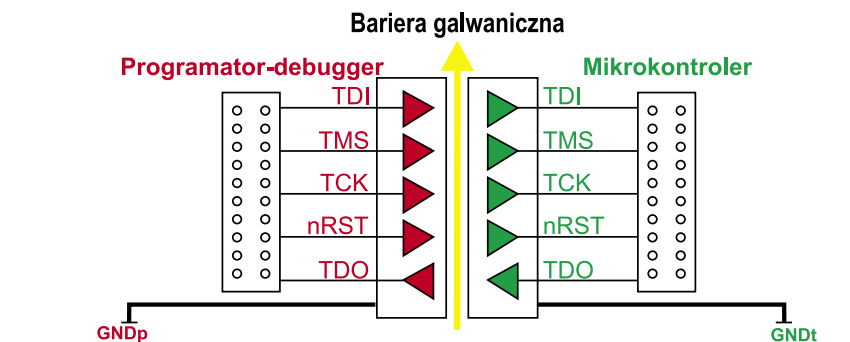 Bariera galwaniczna
Programator-debugger
Mikrokontroler
TDI
TDI
TMS
TMS
TCK
TCK
nRST
nRST
TDO
TDO
GNDp
GNDt